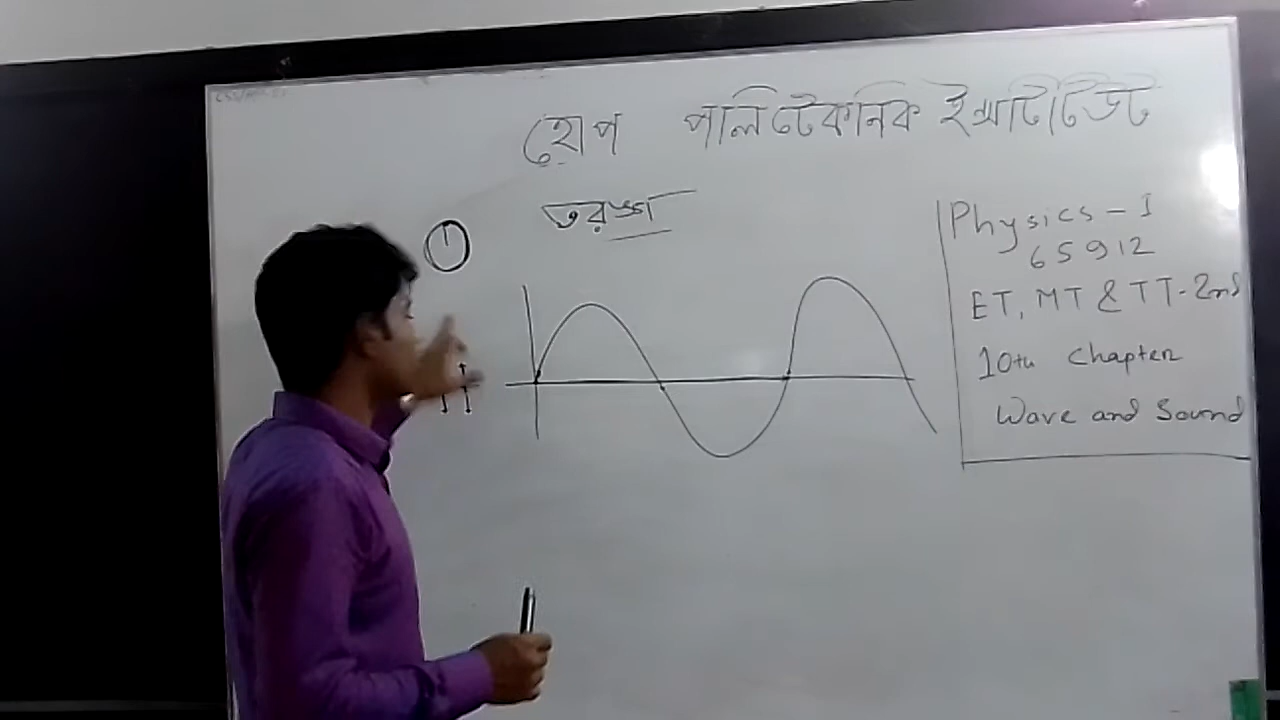 হোপ পলিটেকনিক ইন্সটিটিউট
তরঙ্গ
Physics - I
65912
ET, MT & TT - 2nd
10th Chapter
Wave and Sound